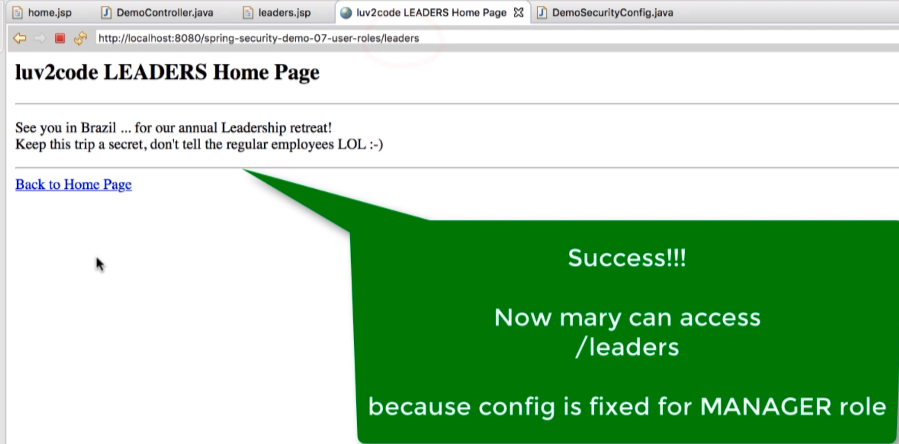 home.jsp DemoController.java leaders.jsp luv2code LEADERS Home Page DemoSecurityConfig.java
http://localhost:8080/spring-security-demo-07-user-roles/leaders
luv2code LEADERS Home Page
See you in Brazil ... for our annual Leadership retreat!
Keep this trip a secret, don't tell the regular employees LOL :-)
Back to Home Page
Success!!!
Now mary can access
/leaders
because config is fixed for MANAGER role